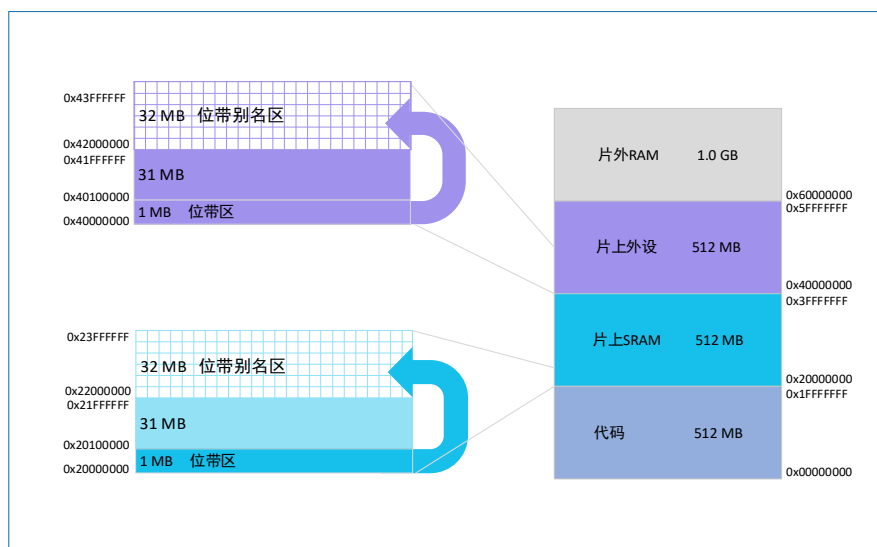 0x43FFFFFF
32 MB 位带别名区
0x42000000
0x41FFFFFF
31 MB
0x40100000
1 MB 位带区
0x40000000
0x23FFFFFF
32 MB 位带别名区
0x22000000
0x21FFFFFF
31 MB
0x20100000
1 MB 位带区
0x20000000
片外RAM 1.0 GB
0x60000000
0x5FFFFFFF
片上外设 512 MB
0x40000000
0x3FFFFFFF
片上SRAM 512 MB
0x20000000
0x1FFFFFFF
代码 512 MB
0x00000000